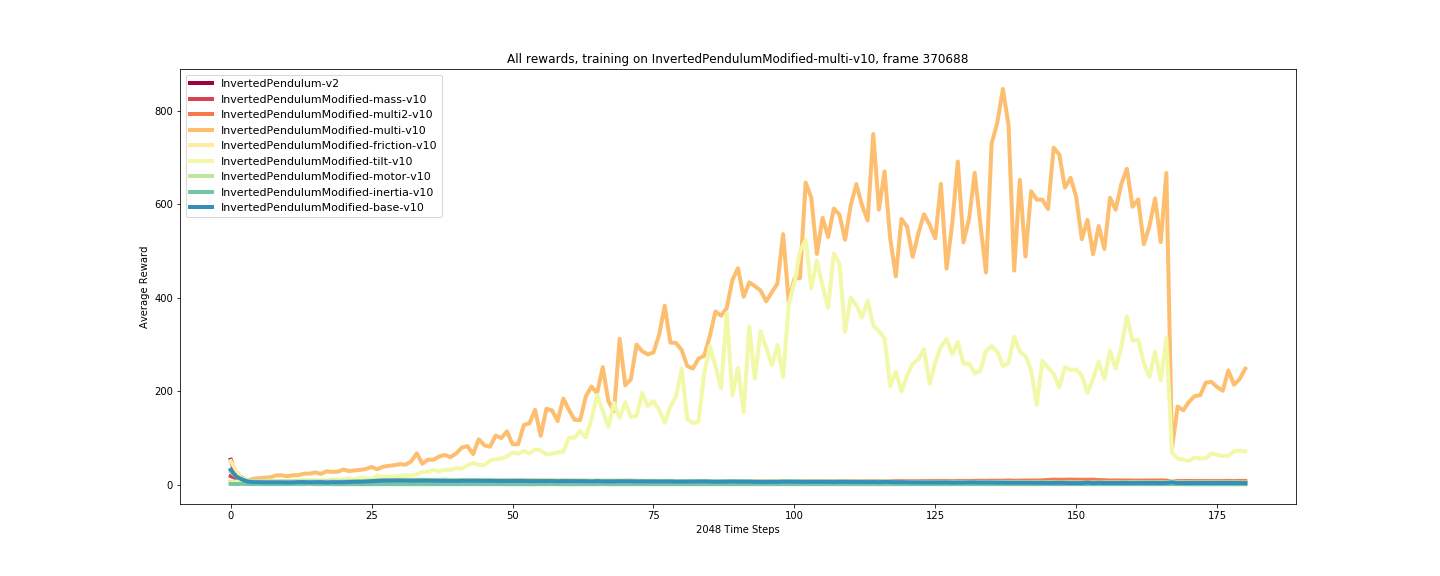 All rewards, training on InvertedPendulumModified-multi-v10, frame 370688
InvertedPendulum-v2
InvertedPendulumModified-mass-v10
InvertedPendulumModified-multi2-v10
InvertedPendulumModified-multi-v10
InvertedPendulumModified-friction-v10
InvertedPendulumModified-tilt-v10
InvertedPendulumModified-motor-v10
InvertedPendulumModified-inertia-v10
InvertedPendulumModified-base-v10
Average Reward
800
600
400
200
0
0 25 50 75 100 125 150 175
2048 Time Steps